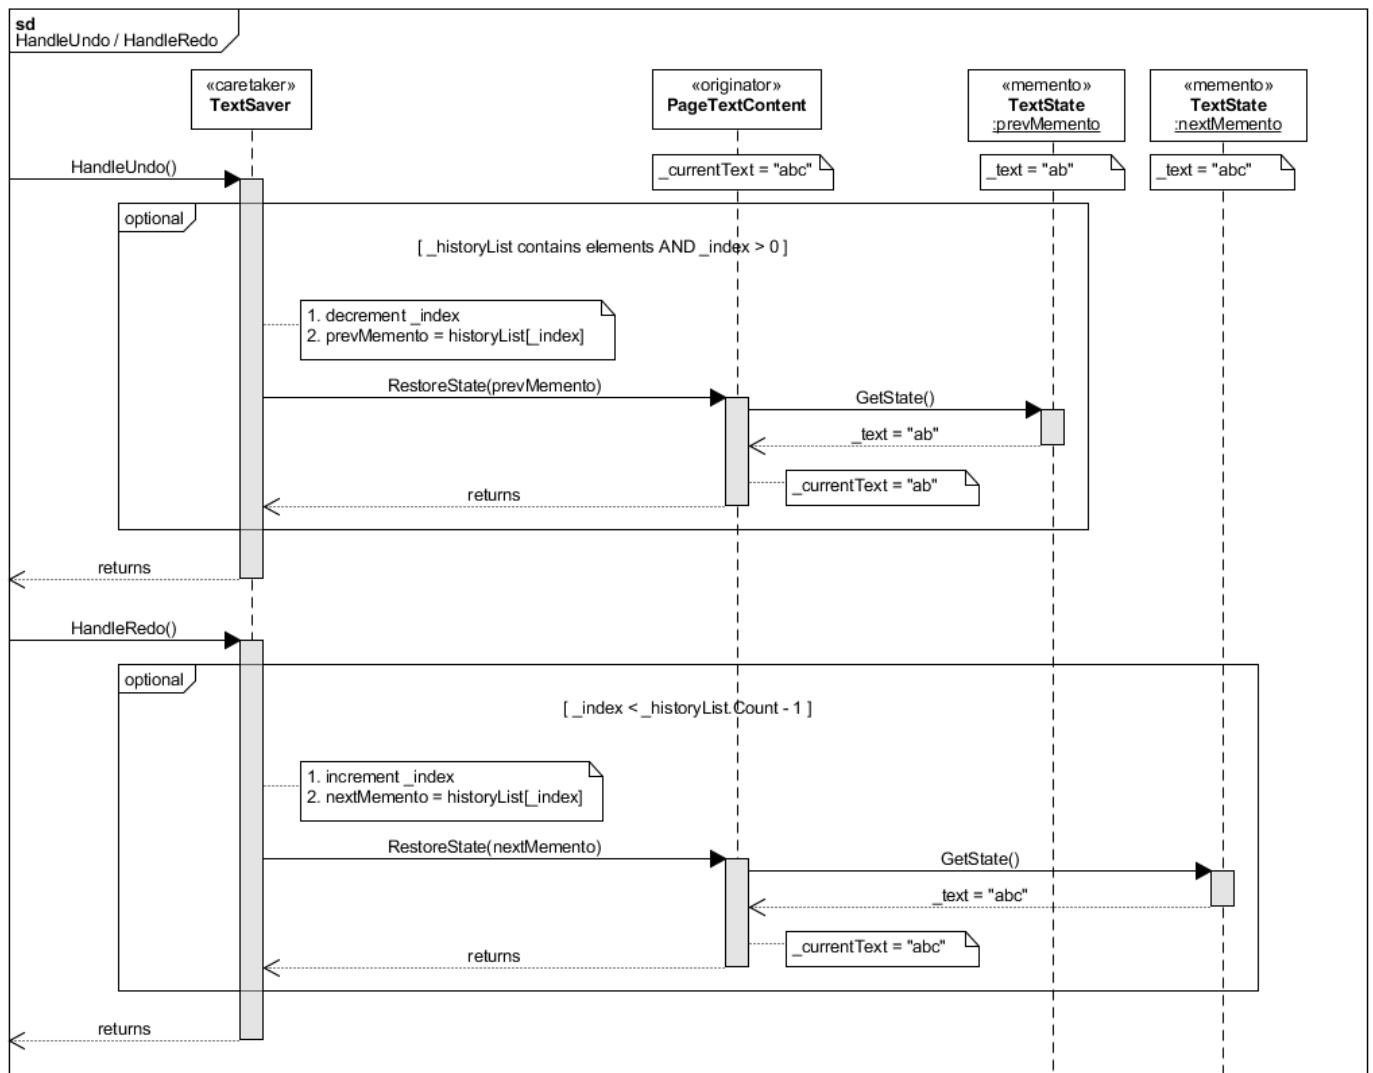 sd
HandleUndo / HandleRedo
«caretaker»
TextSaver
«originator»
PageTextContent
«memento»
TextState
:prevMemento
«memento»
TextState
:nextMemento
_currentText = "abc"
_text = "ab"
_text = "abc"
HandleUndo()
optional
[ _historyList contains elements AND _index > 0 ]
1. decrement _index
2. prevMemento = historyList[_index]
RestoreState(prevMemento)
GetState()
_text = "ab"
_currentText = "ab"
returns
returns
HandleRedo()
optional
[ _index < _historyList.Count - 1 ]
1. increment _index
2. nextMemento = historyList[_index]
RestoreState(nextMemento)
GetState()
_text = "abc"
_currentText = "abc"
returns
returns